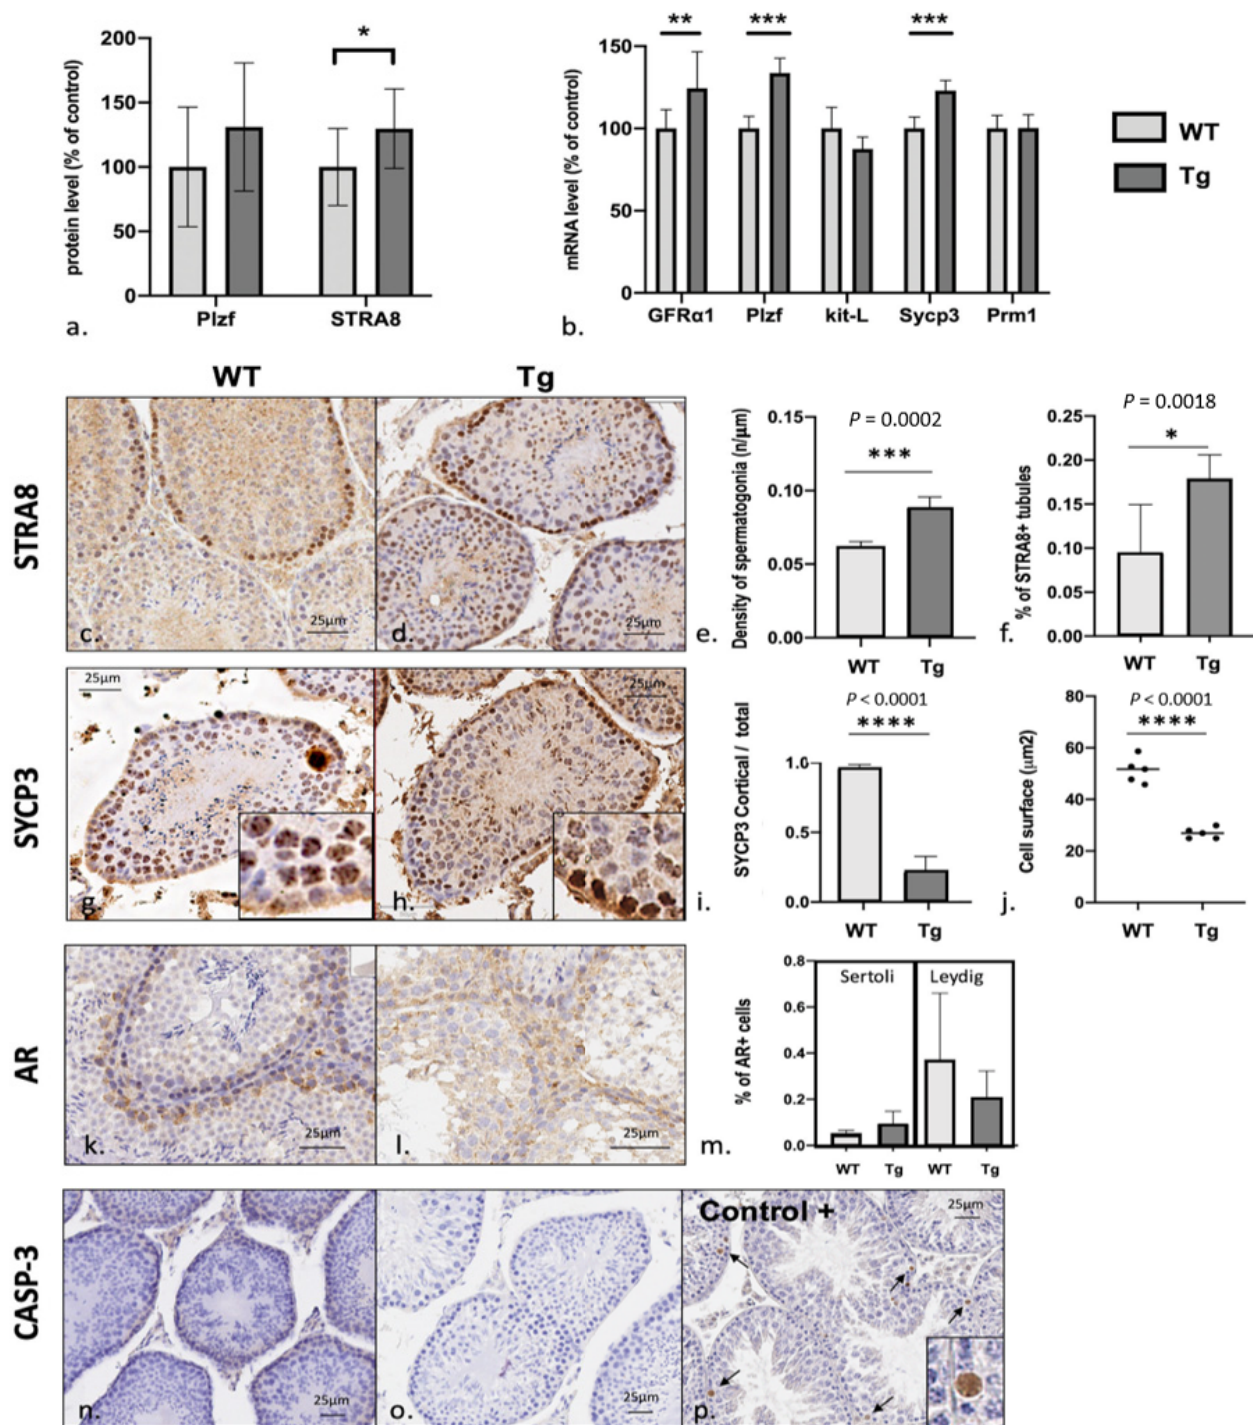 ** *** ***
200
150
100
50
0
protein level (% of control)
*
Plzf STRA8
a.
150
100
50
0
mRNA level (% of control)
GFRα1 Plzf kit-L Sycp3 Prm1
b.
WT
Tg
WT Tg
STRA8
c. 25μm
d. 25μm
0.15
0.10
0.05
0.00
Density of spermatogonia (n/μm)
P = 0.0002
***
WT Tg
e.
0.25
0.20
0.15
0.10
0.05
0.00
% of STRA8+ tubules
P = 0.0018
*
WT Tg
f.
SYCP3
25μm
g.
25μm
h.
P < 0.0001
****
1.0
0.5
0.0
SYCP3 Cortical / total
WT Tg
i.
80
60
40
20
0
Cell surface (μm2)
P < 0.0001
****
WT Tg
j.
AR
k. 25μm
l. 25μm
0.8
0.6
0.4
0.2
0.0
% of AR+ cells
Sertoli Leydig
WT Tg WT Tg
m.
CASP-3
n. 25μm
o. 25μm
Control +
25μm
p.